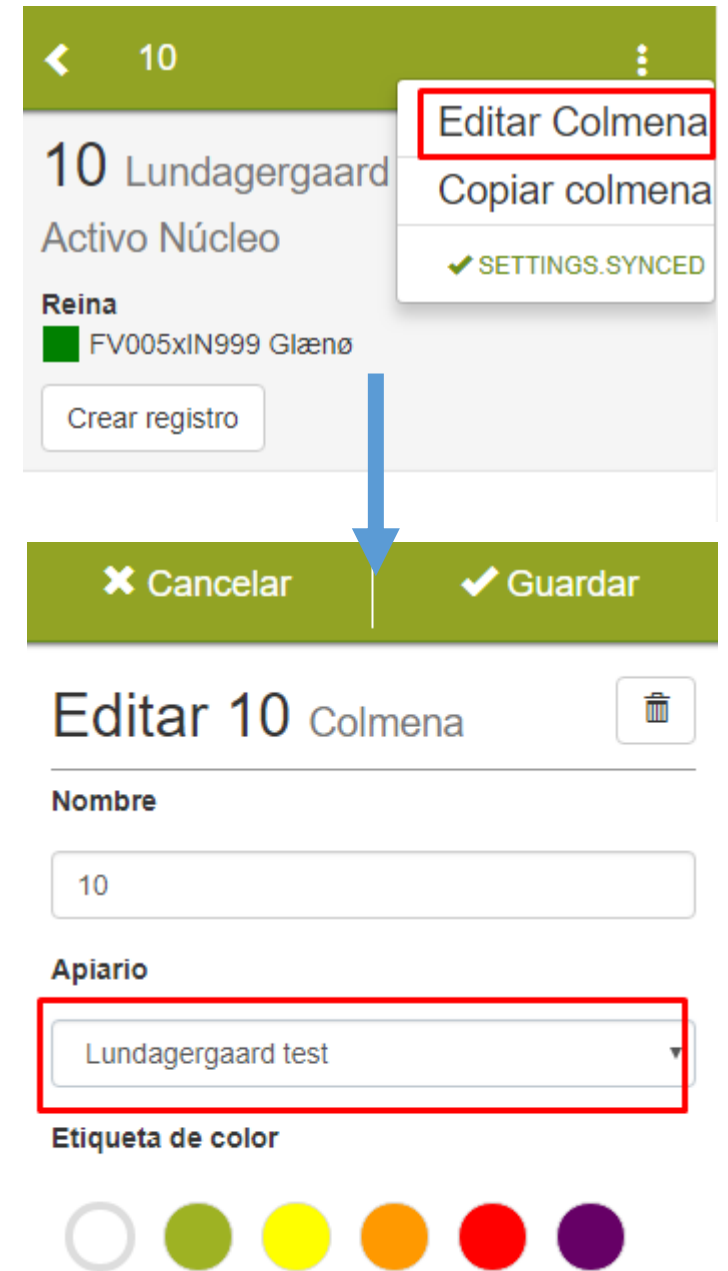 10
Editar Colmena
Copiar colmena
SETTINGS.SYNCED
10 Lundagergaard
Activo Núcleo
Reina
FV005xIN999 Glænø
Crear registro
Cancelar
Guardar
Editar 10 Colmena
Nombre
10
Apiario
Lundagergaard test
Etiqueta de color